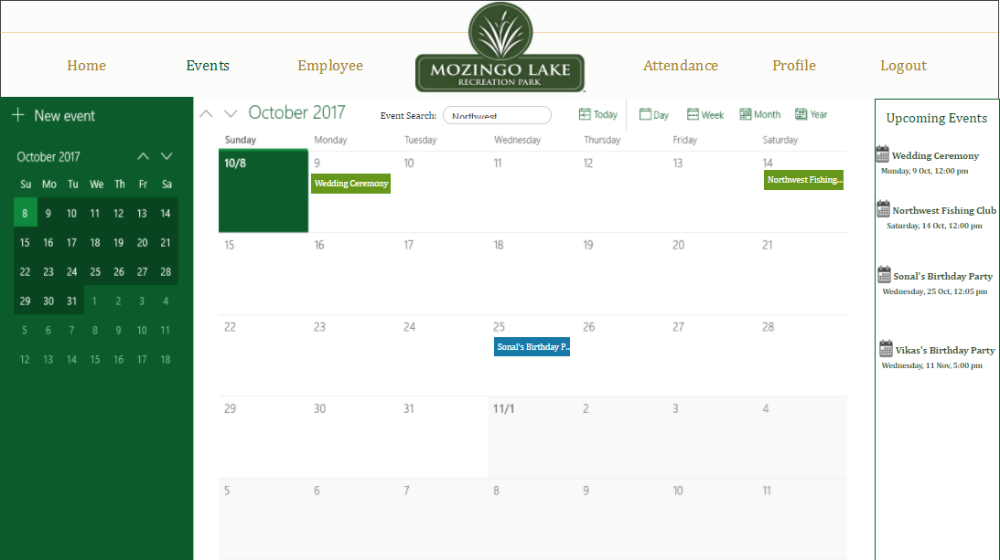 Home Events Employee
MOZINGO LAKE
RECREATION PARK
Attendance Profile Logout
New event
October 2017
Su Mo Tu We Th Fr Sa
8 9 10 11 12 13 14
15 16 17 18 19 20 21
22 23 24 25 26 27 28
29 30 31 1 2 3 4
5 6 7 8 9 10 11
12 13 14 15 16 17 18
October 2017 Event Search: Northwest Today Day Week Month Year
Sunday Monday Tuesday Wednesday Thursday Friday Saturday
10/8 9 10 11 12 13 14
Wedding Ceremony Northwest Fishing...
15 16 17 18 19 20 21
22 23 24 25 26 27 28
Sonal's Birthday P..
29 30 31 11/1 2 3 4
5 6 7 8 9 10 11
Upcoming Events
Wedding Ceremony
Monday, 9 Oct, 12:00 pm
Northwest Fishing Club
Saturday, 14 Oct, 12:00 pm
Sonal's Birthday Party
Wednesday, 25 Oct, 12:05 pm
Vikas's Birthday Party
Wednesday, 11 Nov, 5:00 pm